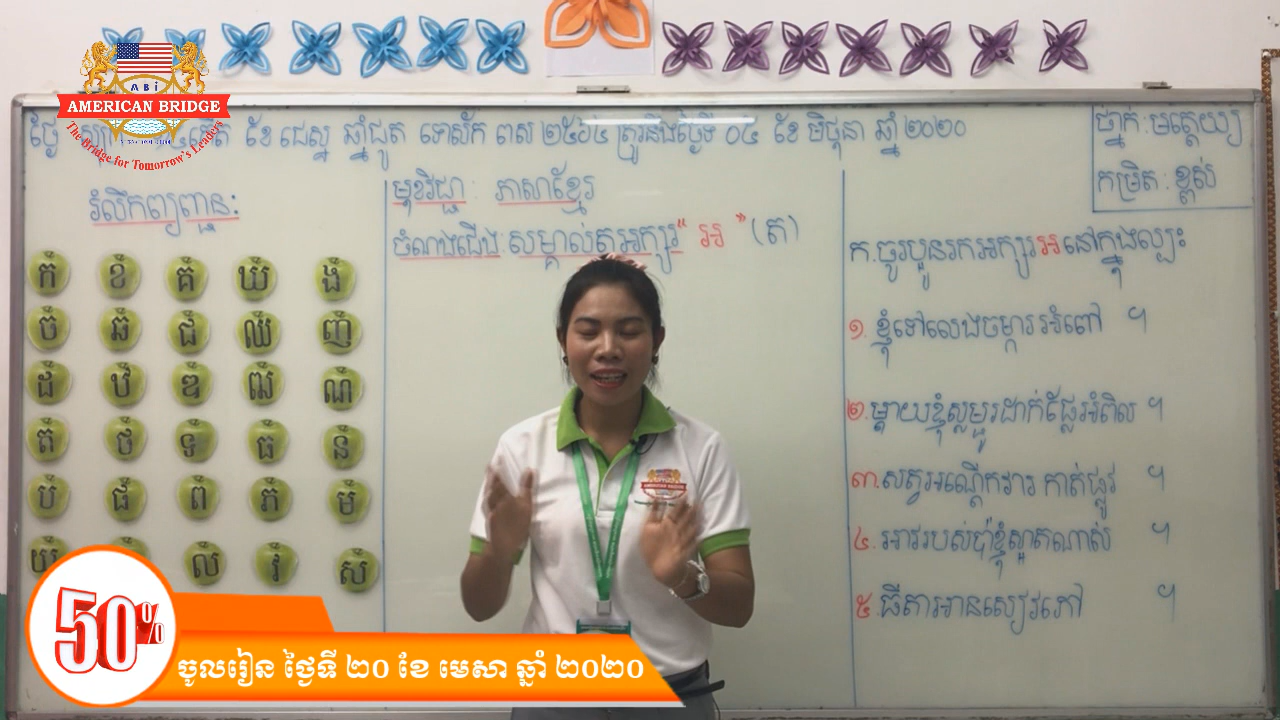 ABi
AMERICAN BRIDGE
The Bridge for Tomorrow's Leaders
ថ្ងៃ កើត ខែ ជេស្ឋ ឆ្នាំជូត ទោស័ក ពស ២៥៦៤ ត្រូវនឹងថ្ងៃទី ០៤ ខែ មិថុនា ឆ្នាំ ២០២០
ថ្នាក់ : មត្តេយ្យ
កម្រិត : ខ្ពស់
រំលឹកព្យញ្ជនៈ
ក ខ គ ឃ ង
ច ឆ ជ ឈ ញ
ដ ឋ ឌ ឍ ណ
ត ថ ទ ធ ន
ប ផ ព ភ ម
យ ល វ ស
មុខវិជ្ជា : ភាសាខ្មែរ
ចំណងជើង សម្គាល់តួអក្សរ " អ " (ត)
ក.ចូរប្អូនរកអក្សរ អ នៅក្នុងល្បះ
១. ខ្ញុំទៅលេងចម្ការអំពៅ ។
២. ម្តាយខ្ញុំស្លម្ជូរដាក់ផ្លែអំពិល ។
៣. សត្វអណ្តើកវារ កាត់ផ្លូវ ។
៤. អាវរបស់ប៉ាខ្ញុំស្អាតណាស់ ។
៥. ធីតាអានសៀវភៅ ។
AMERICAN BRIDGE
50%
ចូលរៀន ថ្ងៃទី ២០ ខែ មេសា ឆ្នាំ ២០២០